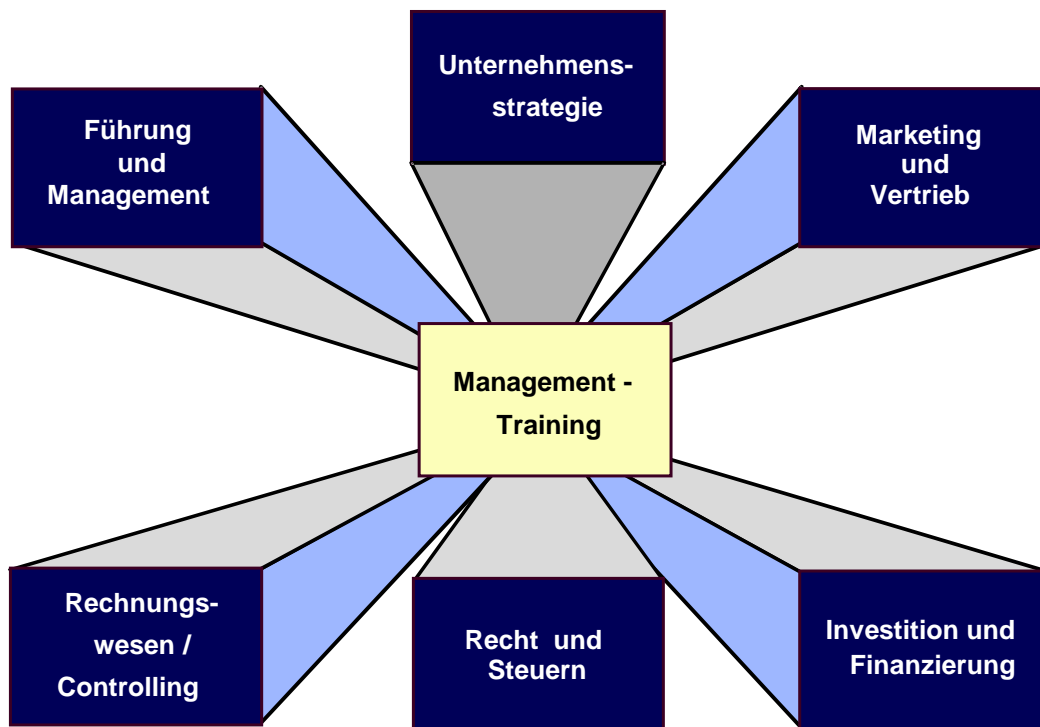 Unternehmens-
strategie
Führung
und
Management
Marketing
und
Vertrieb
Management -
Training
Rechnungs-
wesen /
Controlling
Recht und
Steuern
Investition und
Finanzierung